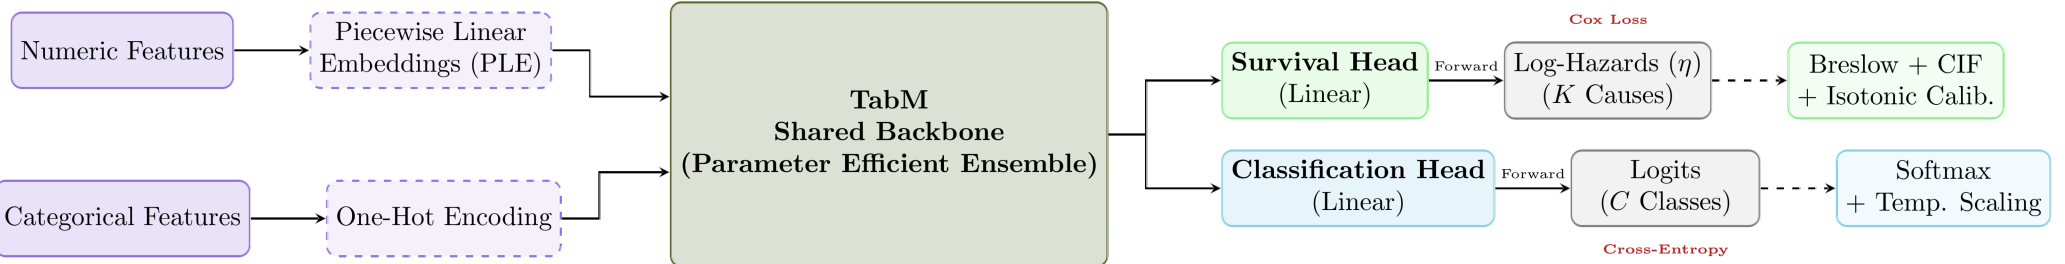 Numeric Features
Piecewise Linear
Embeddings (PLE)
Categorical Features
One-Hot Encoding
TabM
Shared Backbone
(Parameter Efficient Ensemble)
Cox Loss
Survival Head
(Linear)
Forward
Log-Hazards (η)
(K Causes)
Breslow + CIF
+ Isotonic Calib.
Classification Head
(Linear)
Forward
Logits
(C Classes)
Softmax
+ Temp. Scaling
Cross-Entropy